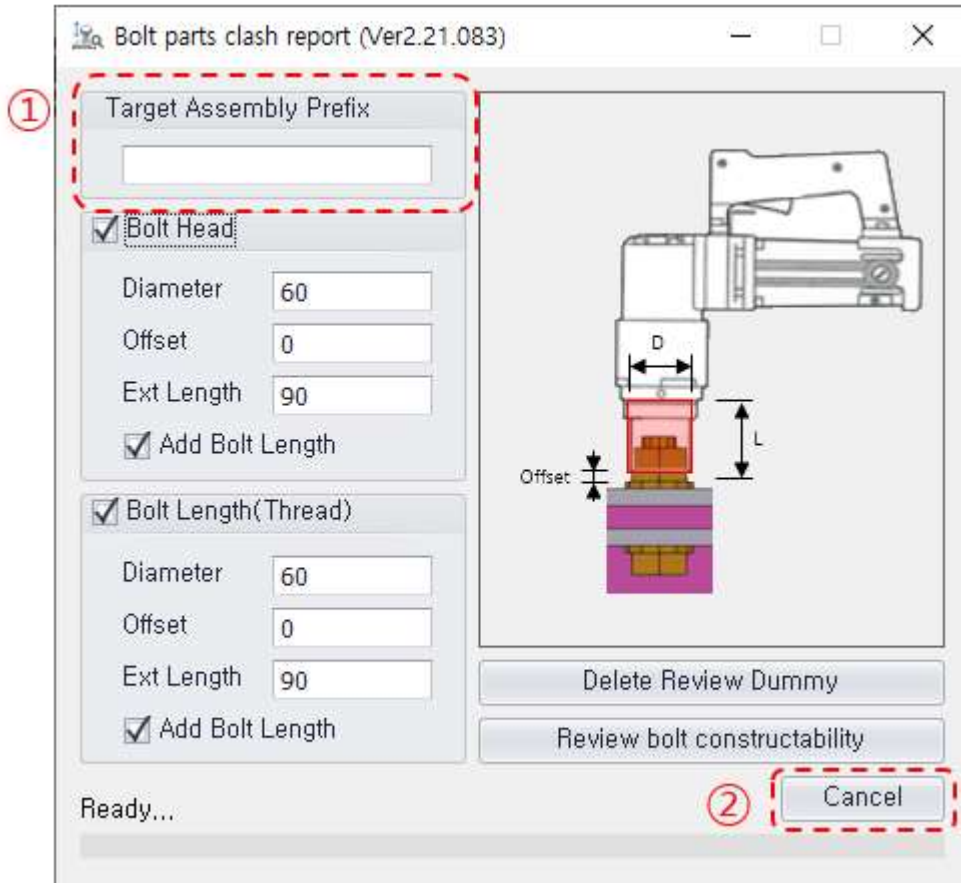 Bolt parts clash report (Ver2.21.083)
①
Target Assembly Prefix
Bolt Head
Diameter 60
Offset 0
Ext Length 90
Add Bolt Length
Bolt Length(Thread)
Diameter 60
Offset 0
Ext Length 90
Add Bolt Length
D
L
Offset
Delete Review Dummy
Review bolt constructability
② Cancel
Ready...